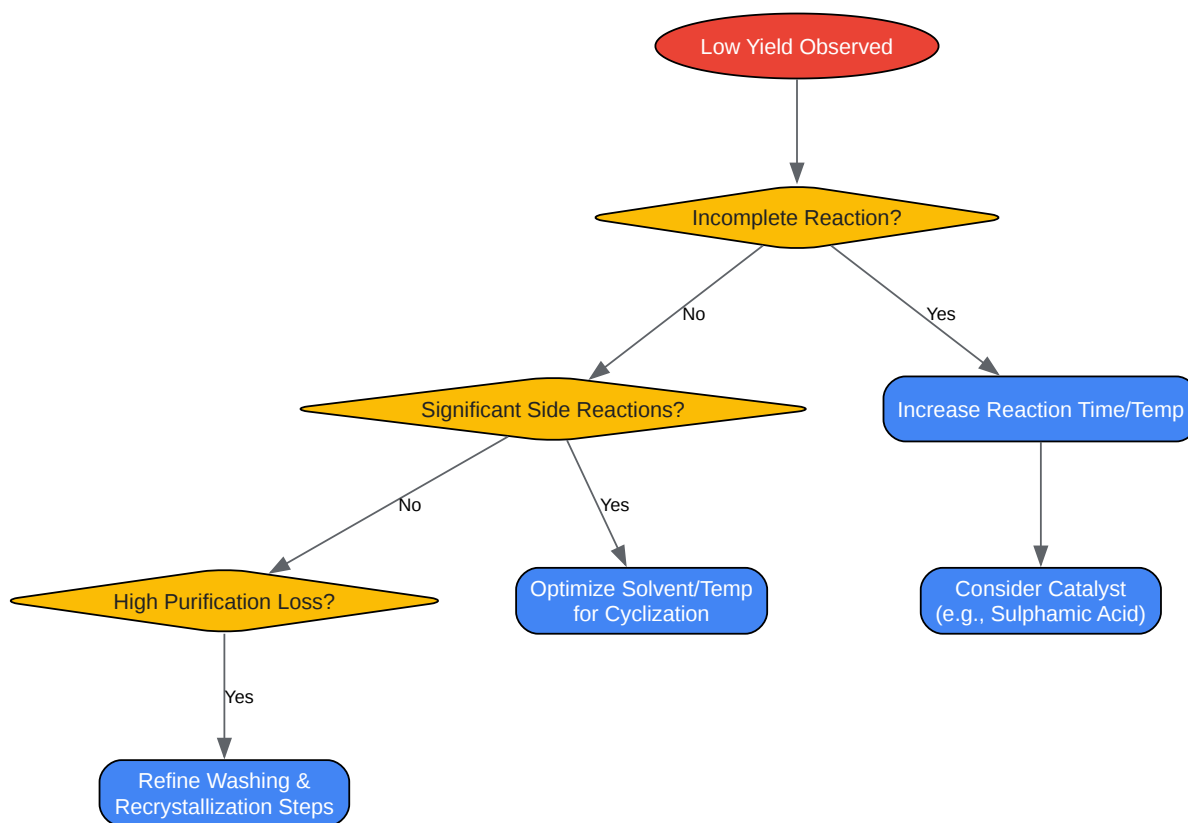 Low Yield Observed
Incomplete Reaction?
No
Yes
Significant Side Reactions?
Increase Reaction Time/Temp
No
Yes
High Purification Loss?
Optimize Solvent/Temp
for Cyclization
Consider Catalyst
(e.g., Sulphamic Acid)
Yes
Refine Washing &
Recrystallization Steps